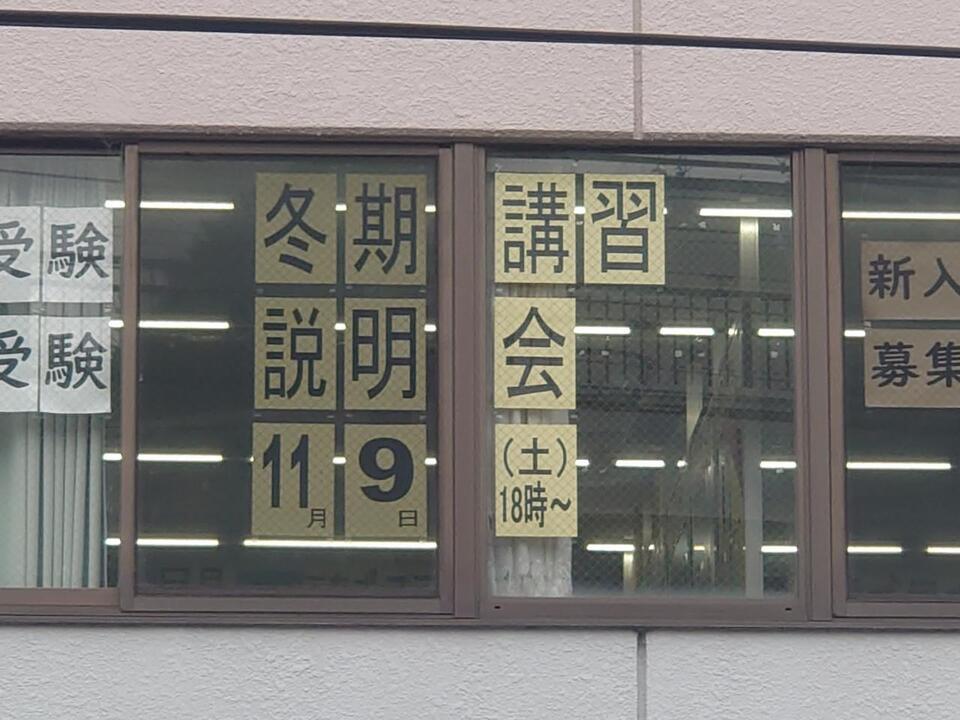 受験
受験
冬期講習
説明会
11月9日(土)
18時~
新入
募集